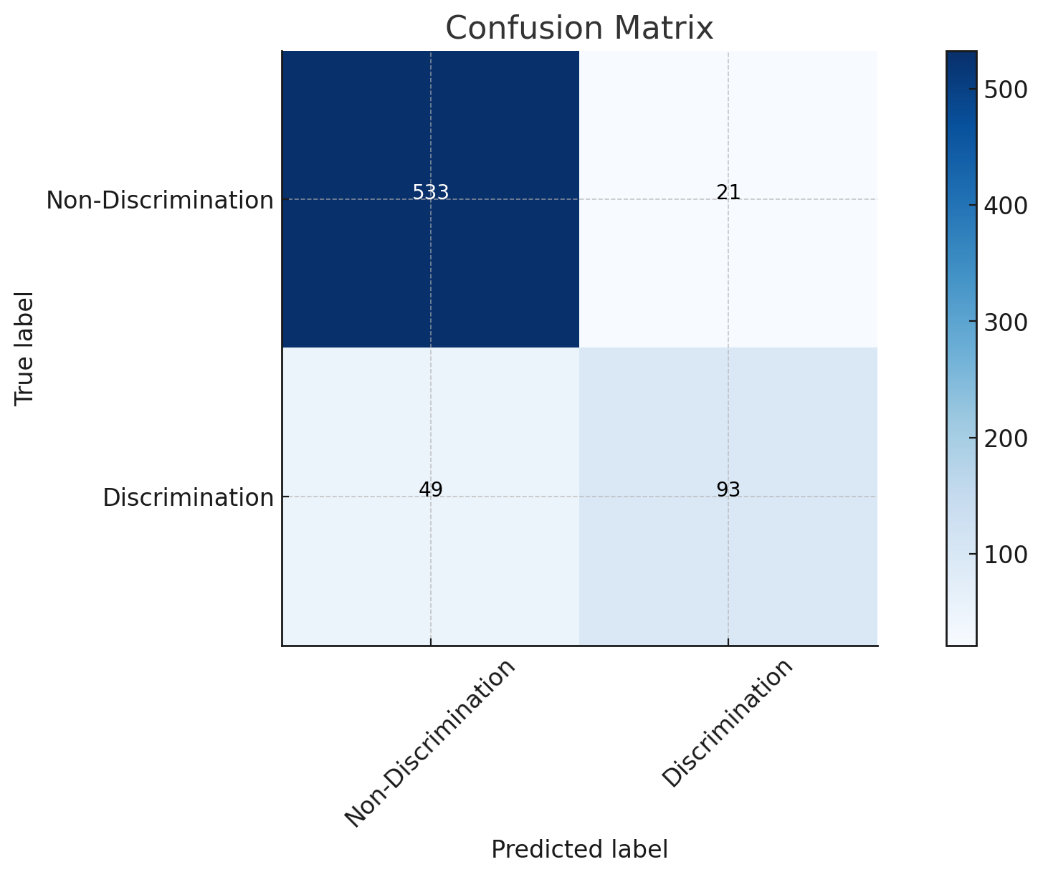 Confusion Matrix
True label
Non-Discrimination
533
21
Discrimination
49
93
Non-Discrimination
Discrimination
Predicted label
500
400
300
200
100